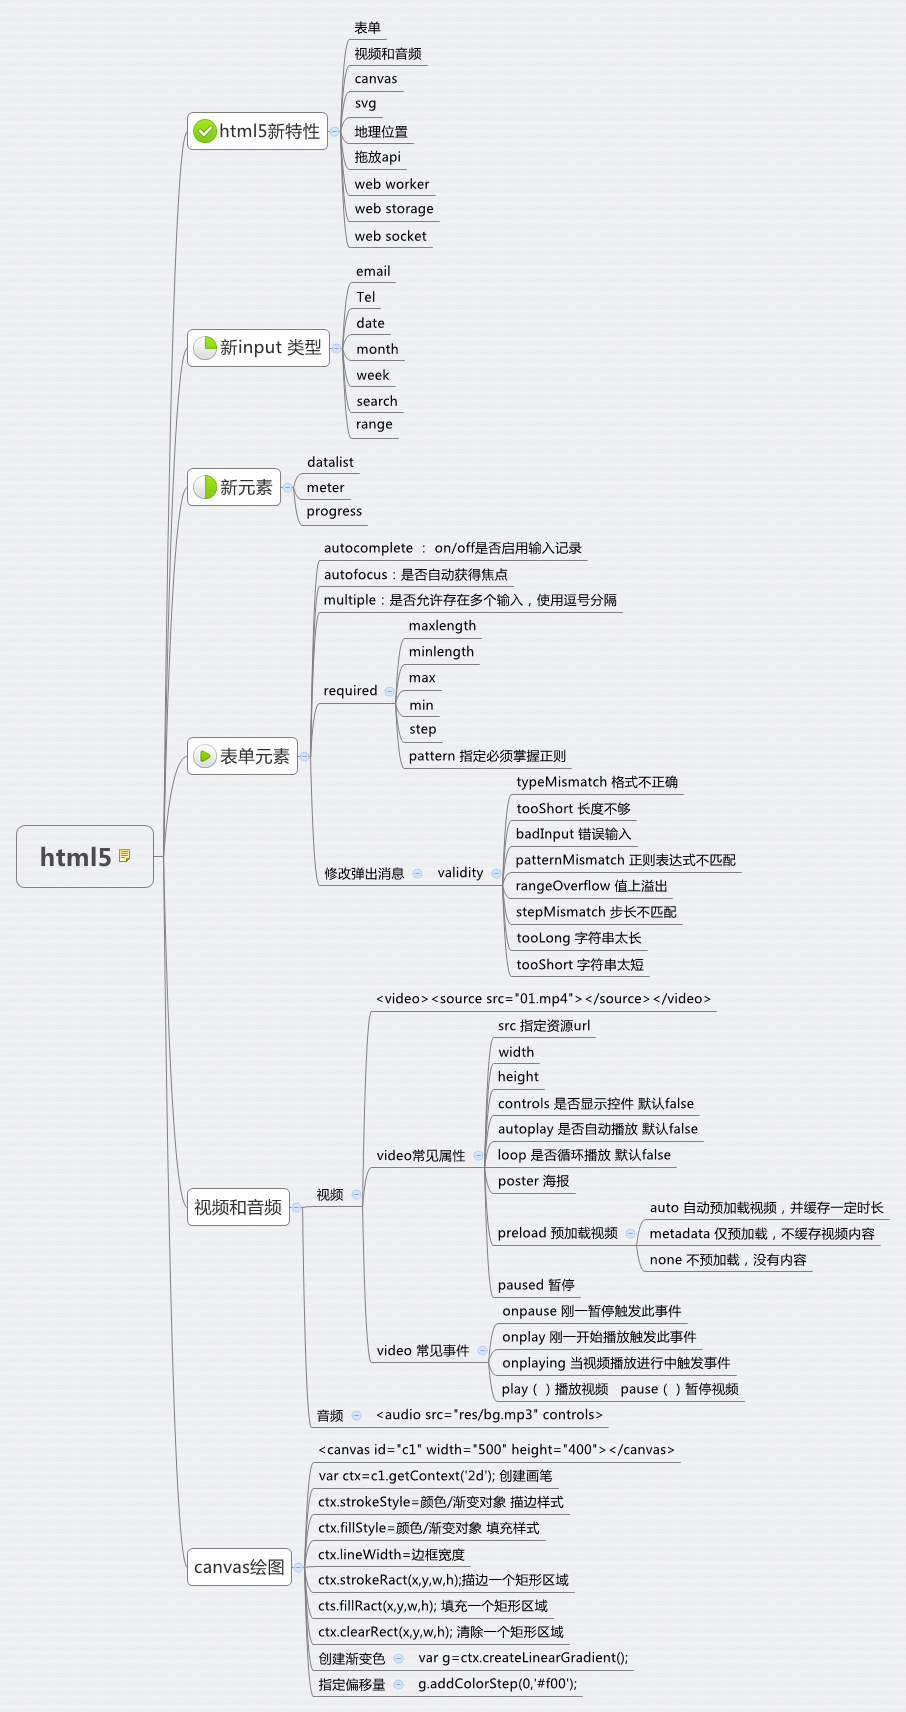 html5
html5新特性
表单
视频和音频
canvas
svg
地理位置
拖放api
web worker
web storage
web socket
新input 类型
email
Tel
date
month
week
search
range
新元素
datalist
meter
progress
表单元素
autocomplete ： on/off是否启用输入记录
autofocus：是否自动获得焦点
multiple：是否允许存在多个输入，使用逗号分隔
required
maxlength
minlength
max
min
step
pattern 指定必须掌握正则
修改弹出消息
validity
typeMismatch 格式不正确
tooShort 长度不够
badInput 错误输入
patternMismatch 正则表达式不匹配
rangeOverflow 值上溢出
stepMismatch 步长不匹配
tooLong 字符串太长
tooShort 字符串太短
视频和音频
视频
<video><source src="01.mp4"></source></video>
video常见属性
src 指定资源url
width
height
controls 是否显示控件 默认false
autoplay 是否自动播放 默认false
loop 是否循环播放 默认false
poster 海报
preload 预加载视频
auto 自动预加载视频，并缓存一定时长
metadata 仅预加载，不缓存视频内容
none 不预加载，没有内容
paused 暂停
video 常见事件
onpause 刚一暂停触发此事件
onplay 刚一开始播放触发此事件
onplaying 当视频播放进行中触发事件
play（ ）播放视频 pause（ ）暂停视频
音频
<audio src="res/bg.mp3" controls>
canvas绘图
<canvas id="c1" width="500" height="400"></canvas>
var ctx=c1.getContext('2d'); 创建画笔
ctx.strokeStyle=颜色/渐变对象 描边样式
ctx.fillStyle=颜色/渐变对象 填充样式
ctx.lineWidth=边框宽度
ctx.strokeRact(x,y,w,h);描边一个矩形区域
cts.fillRact(x,y,w,h); 填充一个矩形区域
ctx.clearRect(x,y,w,h); 清除一个矩形区域
创建渐变色
var g=ctx.createLinearGradient();
指定偏移量
g.addColorStep(0,'#f00');